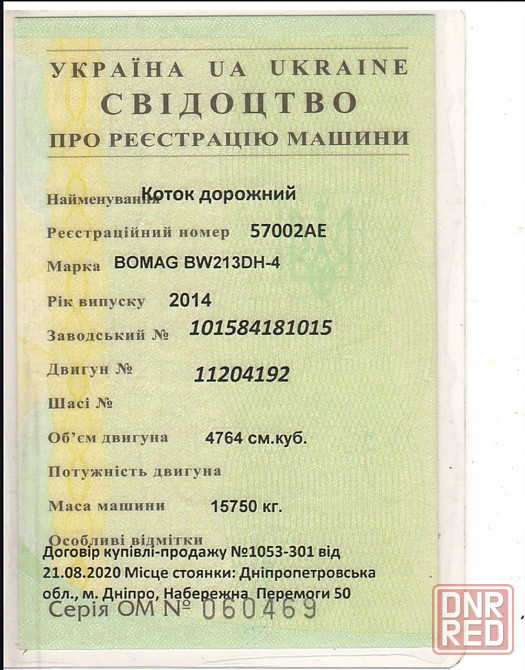 УКРАЇНА UA UKRAINE
СВІДОЦТВО
ПРО РЕЄСТРАЦІЮ МАШИНИ
Найменування Коток дорожний
Реєстраційний номер 57002АЕ
Марка BOMAG BW213DH-4
Рік випуску 2014
Заводський № 101584181015
Двигун № 11204192
Шасі №
Об’єм двигуна 4764 см.куб.
Потужність двигуна
Маса машини 15750 кг.
Особливі відмітки
Договір купівлі-продажу №1053-301 від
21.08.2020 Місце стоянки: Дніпропетровська
обл., м. Дніпро, Набережна Перемоги 50
Серія ОМ № 060469
DNR
RED